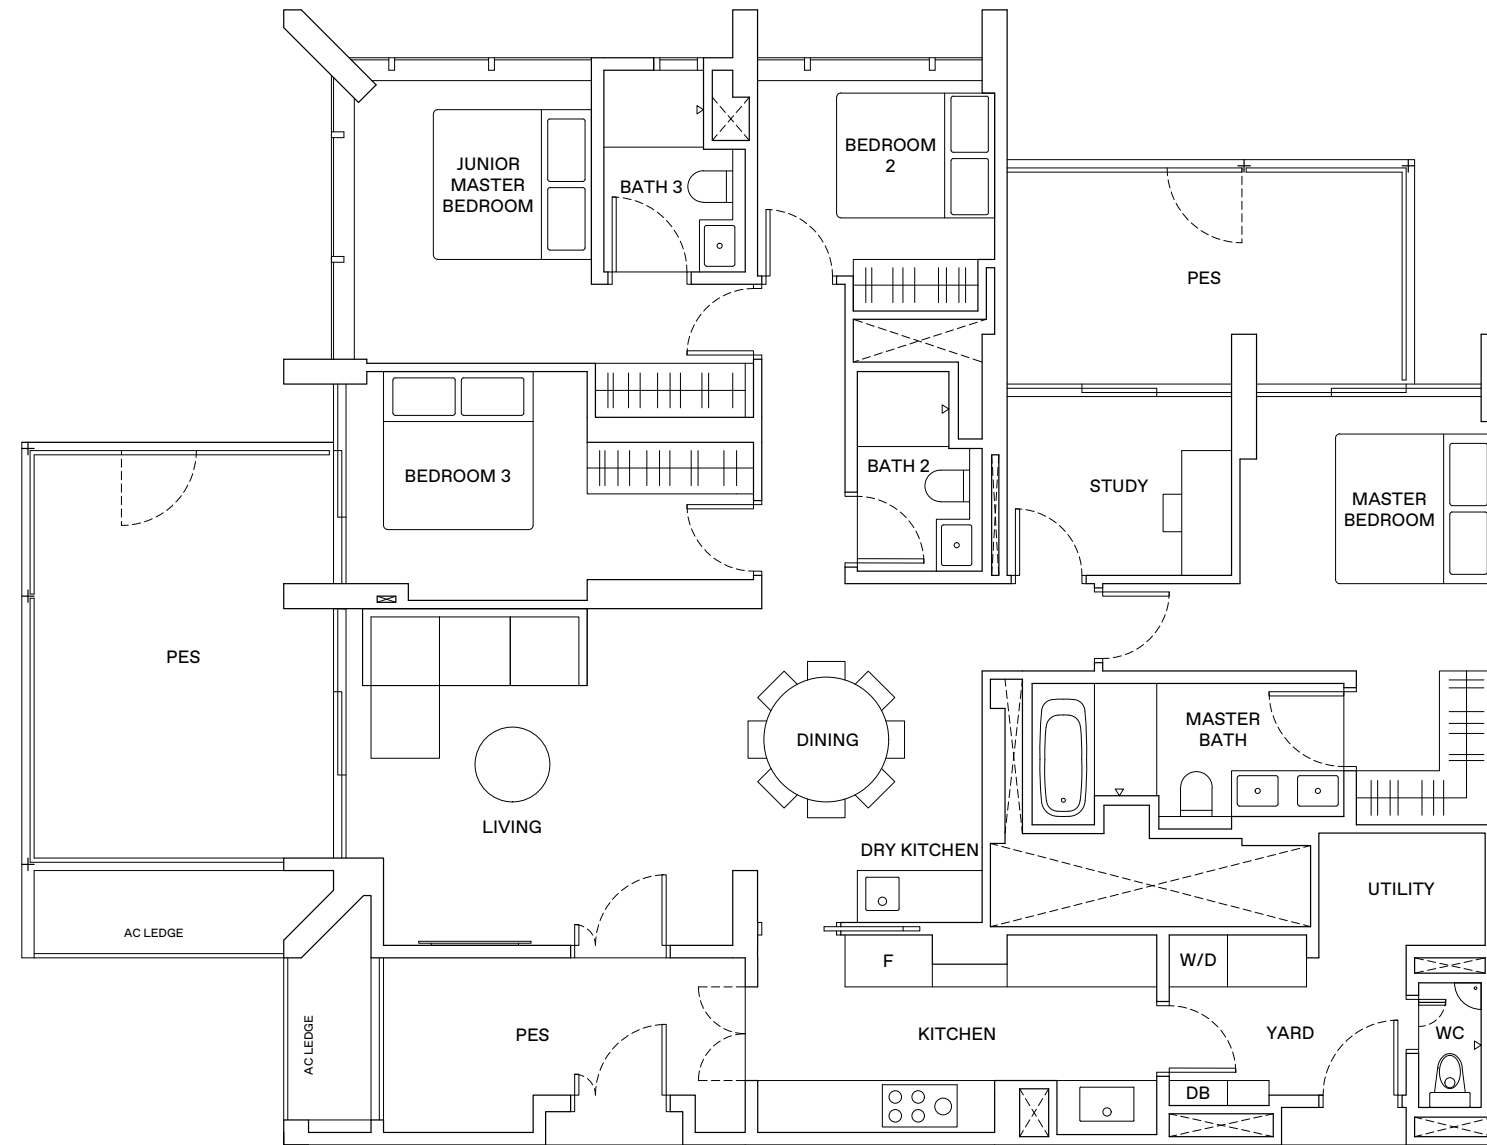 JUNIOR
MASTER
BEDROOM
BATH 3
BEDROOM
2
PES
BEDROOM 3
BATH 2
STUDY
MASTER
BEDROOM
PES
DINING
MASTER
BATH
LIVING
DRY KITCHEN
UTILITY
AC LEDGE
F
W/D
AC LEDGE
PES
KITCHEN
YARD
WC
DB